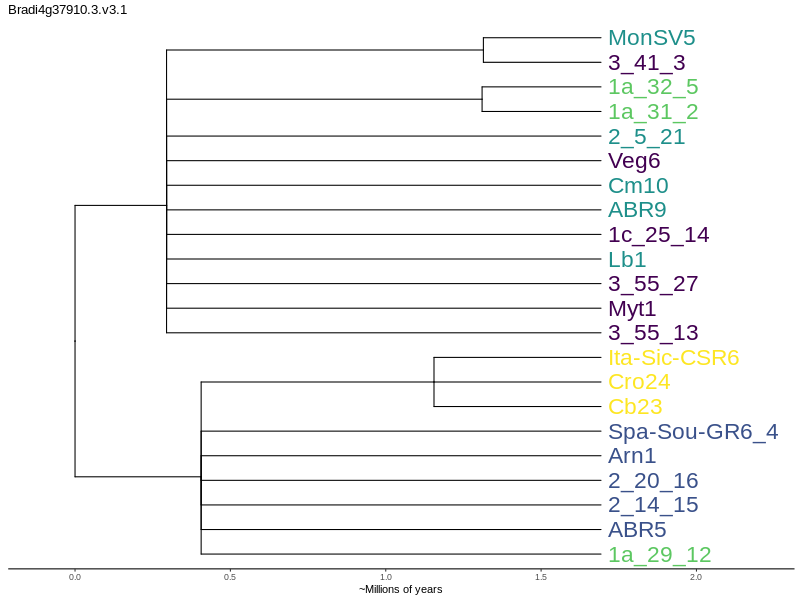 Bradi4g37910.3.v3.1
MonSV5
3_41_3
1a_32_5
1a_31_2
2_5_21
Veg6
Cm10
ABR9
1c_25_14
Lb1
3_55_27
Myt1
3_55_13
Ita-Sic-CSR6
Cro24
Cb23
Spa-Sou-GR6_4
Arn1
2_20_16
2_14_15
ABR5
1a_29_12
0.0 0.5 1.0 1.5 2.0
~Millions of years